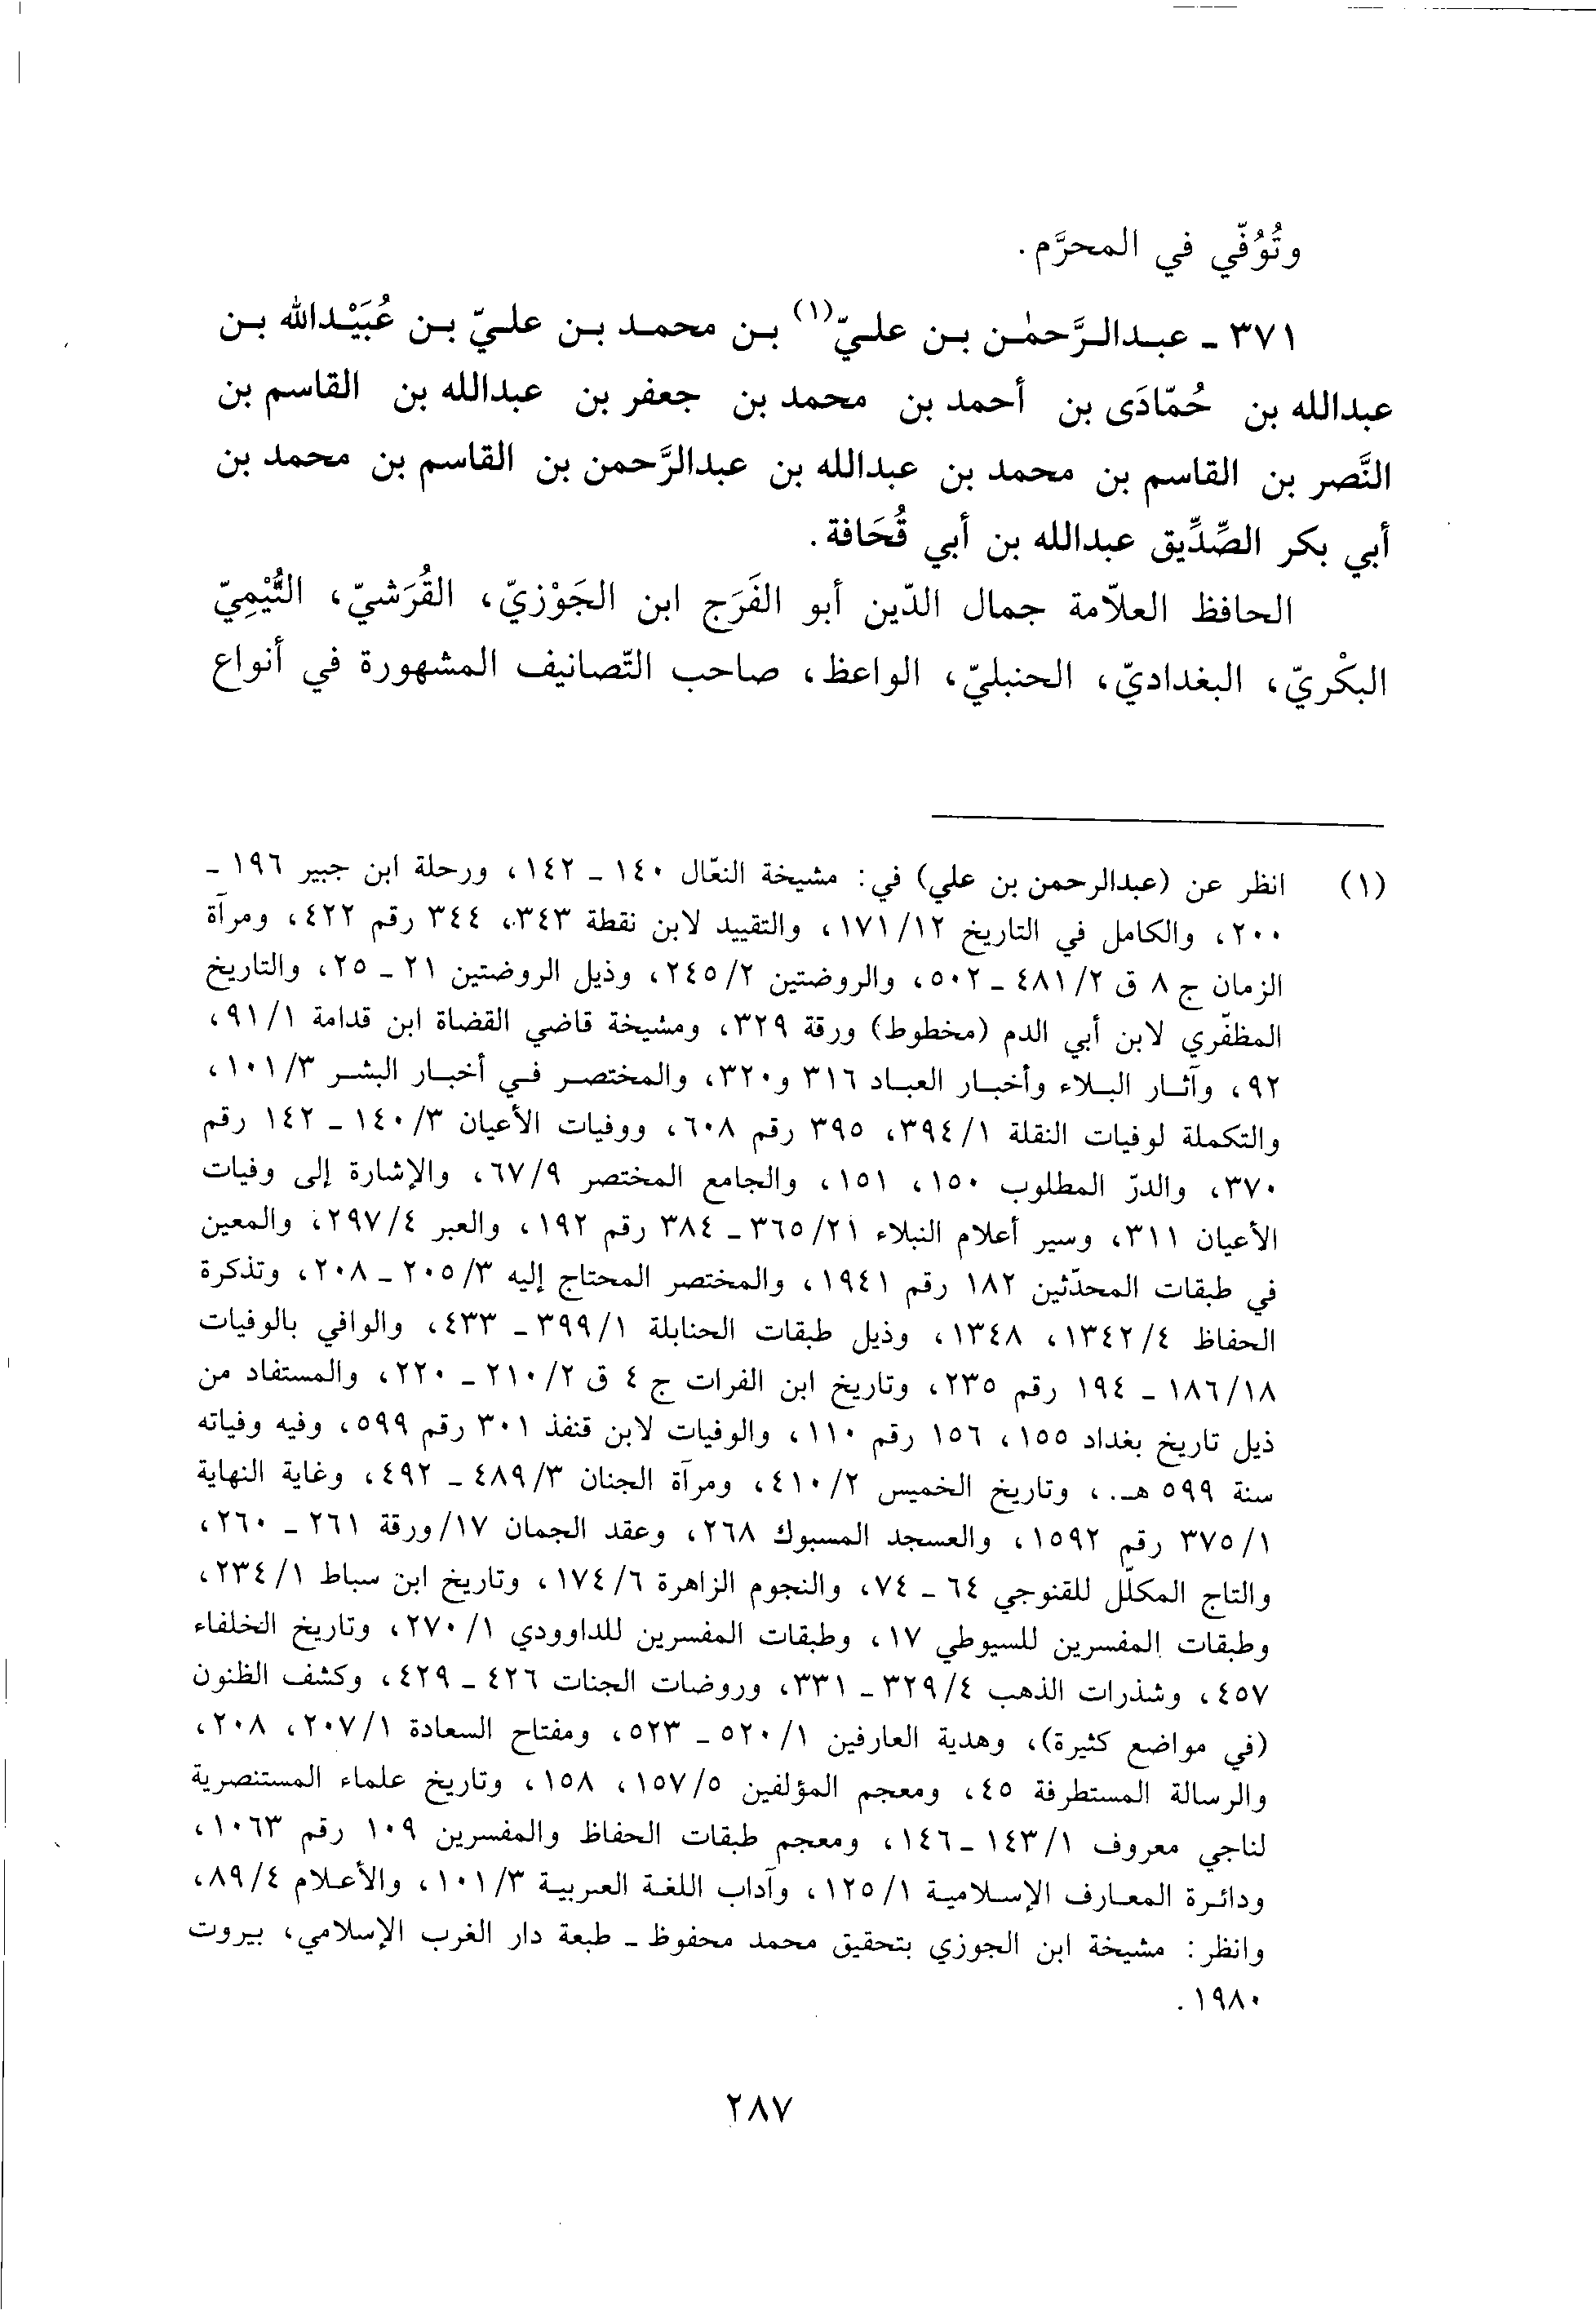 وتُوُفّي في المحرَّم.
٣٧١ ـ عبدالرَّحمٰن بن عليّ(١) بن محمد بن عليّ بن عُبَيْدالله بن
عبدالله بن حُمّادَى بن أحمد بن محمد بن جعفر بن عبدالله بن القاسم بن
النَّصر بن القاسم بن محمد بن عبدالله بن عبدالرَّحمن بن القاسم بن محمد بن
أبي بكر الصِّدِّيق عبدالله بن أبي قُحَافة.
الحافظ العلاّمة جمال الدّين أبو الفَرَج ابن الجَوْزيّ، القُرَشيّ، التُّيْمِيّ
البكْريّ، البغداديّ، الحنبليّ، الواعظ، صاحب التّصانيف المشهورة في أنواع
(١) انظر عن (عبدالرحمن بن علي) في: مشيخة النعّال ١٤٠ ـ ١٤٢، ورحلة ابن جبير ١٩٦ ـ
٢٠٠، والكامل في التاريخ ١٢/١٧١، والتقييد لابن نقطة ٣٤٣، ٣٤٤ رقم ٤٢٢، ومرآة
الزمان ج ٨ ق ٢/٤٨١ ـ ٥٠٢، والروضتين ٢/٢٤٥، وذيل الروضتين ٢١ ـ ٢٥، والتاريخ
المظفّري لابن أبي الدم (مخطوط) ورقة ٣٢٩، ومشيخة قاضي القضاة ابن قدامة ١/٩١،
٩٢، وآثار البلاء وأخبار العباد ٣١٦ و٣٢٠، والمختصر في أخبار البشر ٣/١٠١،
والتكملة لوفيات النقلة ١/٣٩٤، ٣٩٥ رقم ٦٠٨، ووفيات الأعيان ٣/١٤٠ ـ ١٤٢ رقم
٣٧٠، والدرّ المطلوب ١٥٠، ١٥١، والجامع المختصر ٩/٦٧، والإشارة إلى وفيات
الأعيان ٣١١، وسير أعلام النبلاء ٢١/٣٦٥ ـ ٣٨٤ رقم ١٩٢، والعبر ٤/٢٩٧، والمعين
في طبقات المحدّثين ١٨٢ رقم ١٩٤١، والمختصر المحتاج إليه ٣/٢٠٥ ـ ٢٠٨، وتذكرة
الحفاظ ٤/١٣٤٢، ١٣٤٨، وذيل طبقات الحنابلة ١/٣٩٩ ـ ٤٣٣، والوافي بالوفيات
١٨/١٨٦ ـ ١٩٤ رقم ٢٣٥، وتاريخ ابن الفرات ج ٤ ق ٢/٢١٠ ـ ٢٢٠، والمستفاد من
ذيل تاريخ بغداد ١٥٥، ١٥٦ رقم ١١٠، والوفيات لابن قنفذ ٣٠١ رقم ٥٩٩، وفيه وفياته
سنة ٥٩٩ هـ.، وتاريخ الخميس ٢/٤١٠، ومرآة الجنان ٣/٤٨٩ ـ ٤٩٢، وغاية النهاية
١/٣٧٥ رقم ١٥٩٢، والعسجد المسبوك ٢٦٨، وعقد الجمان ١٧/ورقة ٢٦١ ـ ٢٦٠،
والتاج المكلّل للقنوجي ٦٤ ـ ٧٤، والنجوم الزاهرة ٦/١٧٤، وتاريخ ابن سباط ١/٢٣٤،
وطبقات المفسرين للسيوطي ١٧، وطبقات المفسرين للداوودي ١/٢٧٠، وتاريخ الخلفاء
٤٥٧، وشذرات الذهب ٤/٣٢٩ ـ ٣٣١، وروضات الجنات ٤٢٦ ـ ٤٢٩، وكشف الظنون
(في مواضع كثيرة)، وهدية العارفين ١/٥٢٠ ـ ٥٢٣، ومفتاح السعادة ١/٢٠٧، ٢٠٨،
والرسالة المستطرفة ٤٥، ومعجم المؤلفين ٥/١٥٧، ١٥٨، وتاريخ علماء المستنصرية
لناجي معروف ١/١٤٣ ـ ١٤٦، ومعجم طبقات الحفاظ والمفسرين ١٠٩ رقم ١٠٦٣،
ودائرة المعارف الإسلامية ١/١٢٥، وآداب اللغة العربية ٣/١٠١، والأعلام ٤/٨٩،
وانظر: مشيخة ابن الجوزي بتحقيق محمد محفوظ ـ طبعة دار الغرب الإسلامي، بيروت
١٩٨٠.
٢٨٧